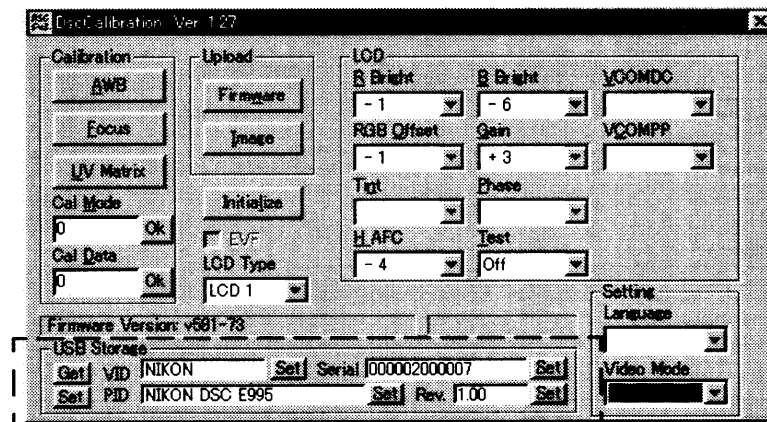 DscCalibration Ver 1.27
Calibration
AWB
Focus
UV Matrix
Cal Mode
0 Ok
Cal Data
0 Ok
Upload
Firmware
Image
Initialize
EVF
LCD Type
LCD 1
LCD
R Bright B Bright VCOMDC
- 1 - 6
RGB Offset Gain VCOMPP
- 1 + 3
Tint Phase
H AFC Test
- 4 Off
Firmware Version: v581-73
USB Storage
Get VID NIKON Set Serial 000002000007 Set
Set PID NIKON DSC E995 Set Rev. 1.00 Set
Setting
Language
Video Mode